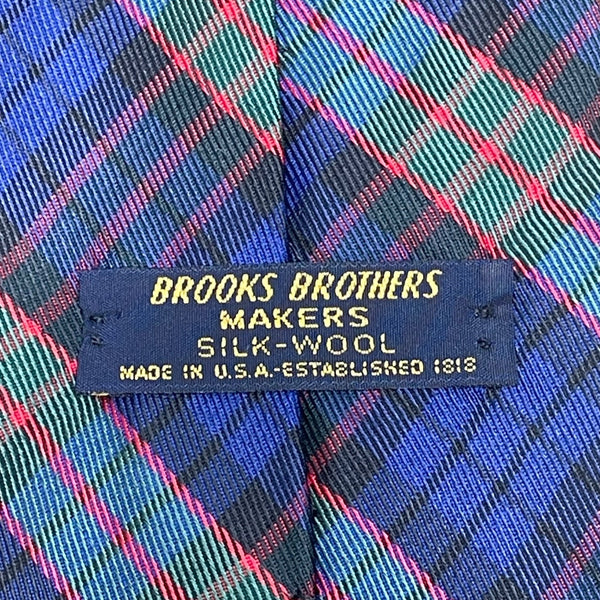 BROOKS BROTHERS
MAKERS
SILK-WOOL
MADE IN U.S.A.-ESTABLISHED 1818